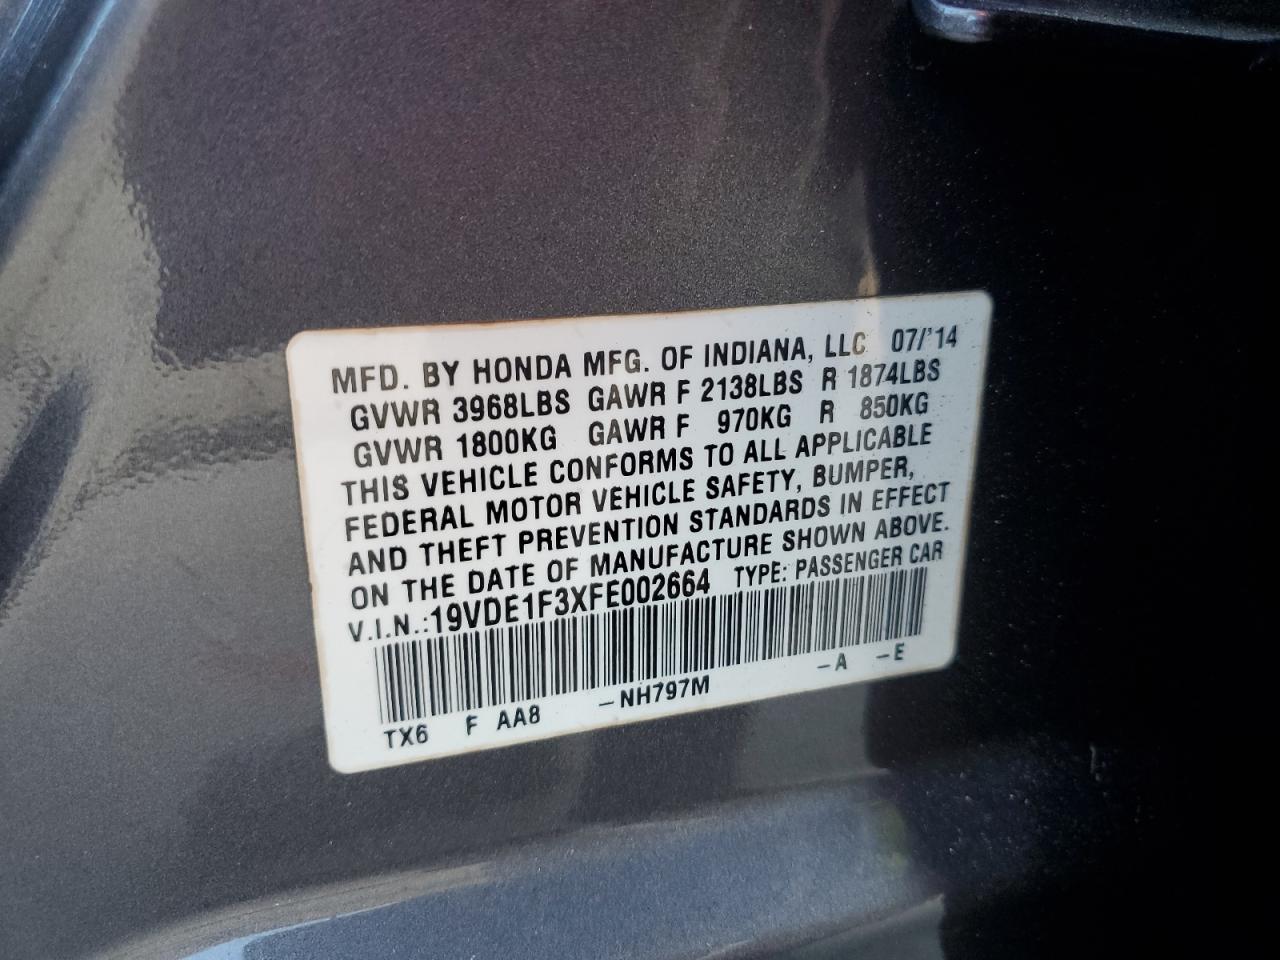 MFD. BY HONDA MFG. OF INDIANA, LLC 07/'14
GVWR 3968LBS GAWR F 2138LBS R 1874LBS
GVWR 1800KG GAWR F 970KG R 850KG
THIS VEHICLE CONFORMS TO ALL APPLICABLE
FEDERAL MOTOR VEHICLE SAFETY, BUMPER,
AND THEFT PREVENTION STANDARDS IN EFFECT
ON THE DATE OF MANUFACTURE SHOWN ABOVE.
V.I.N.:19VDE1F3XFE002664 TYPE: PASSENGER CAR
TX6 F AA8 -NH797M -A -E